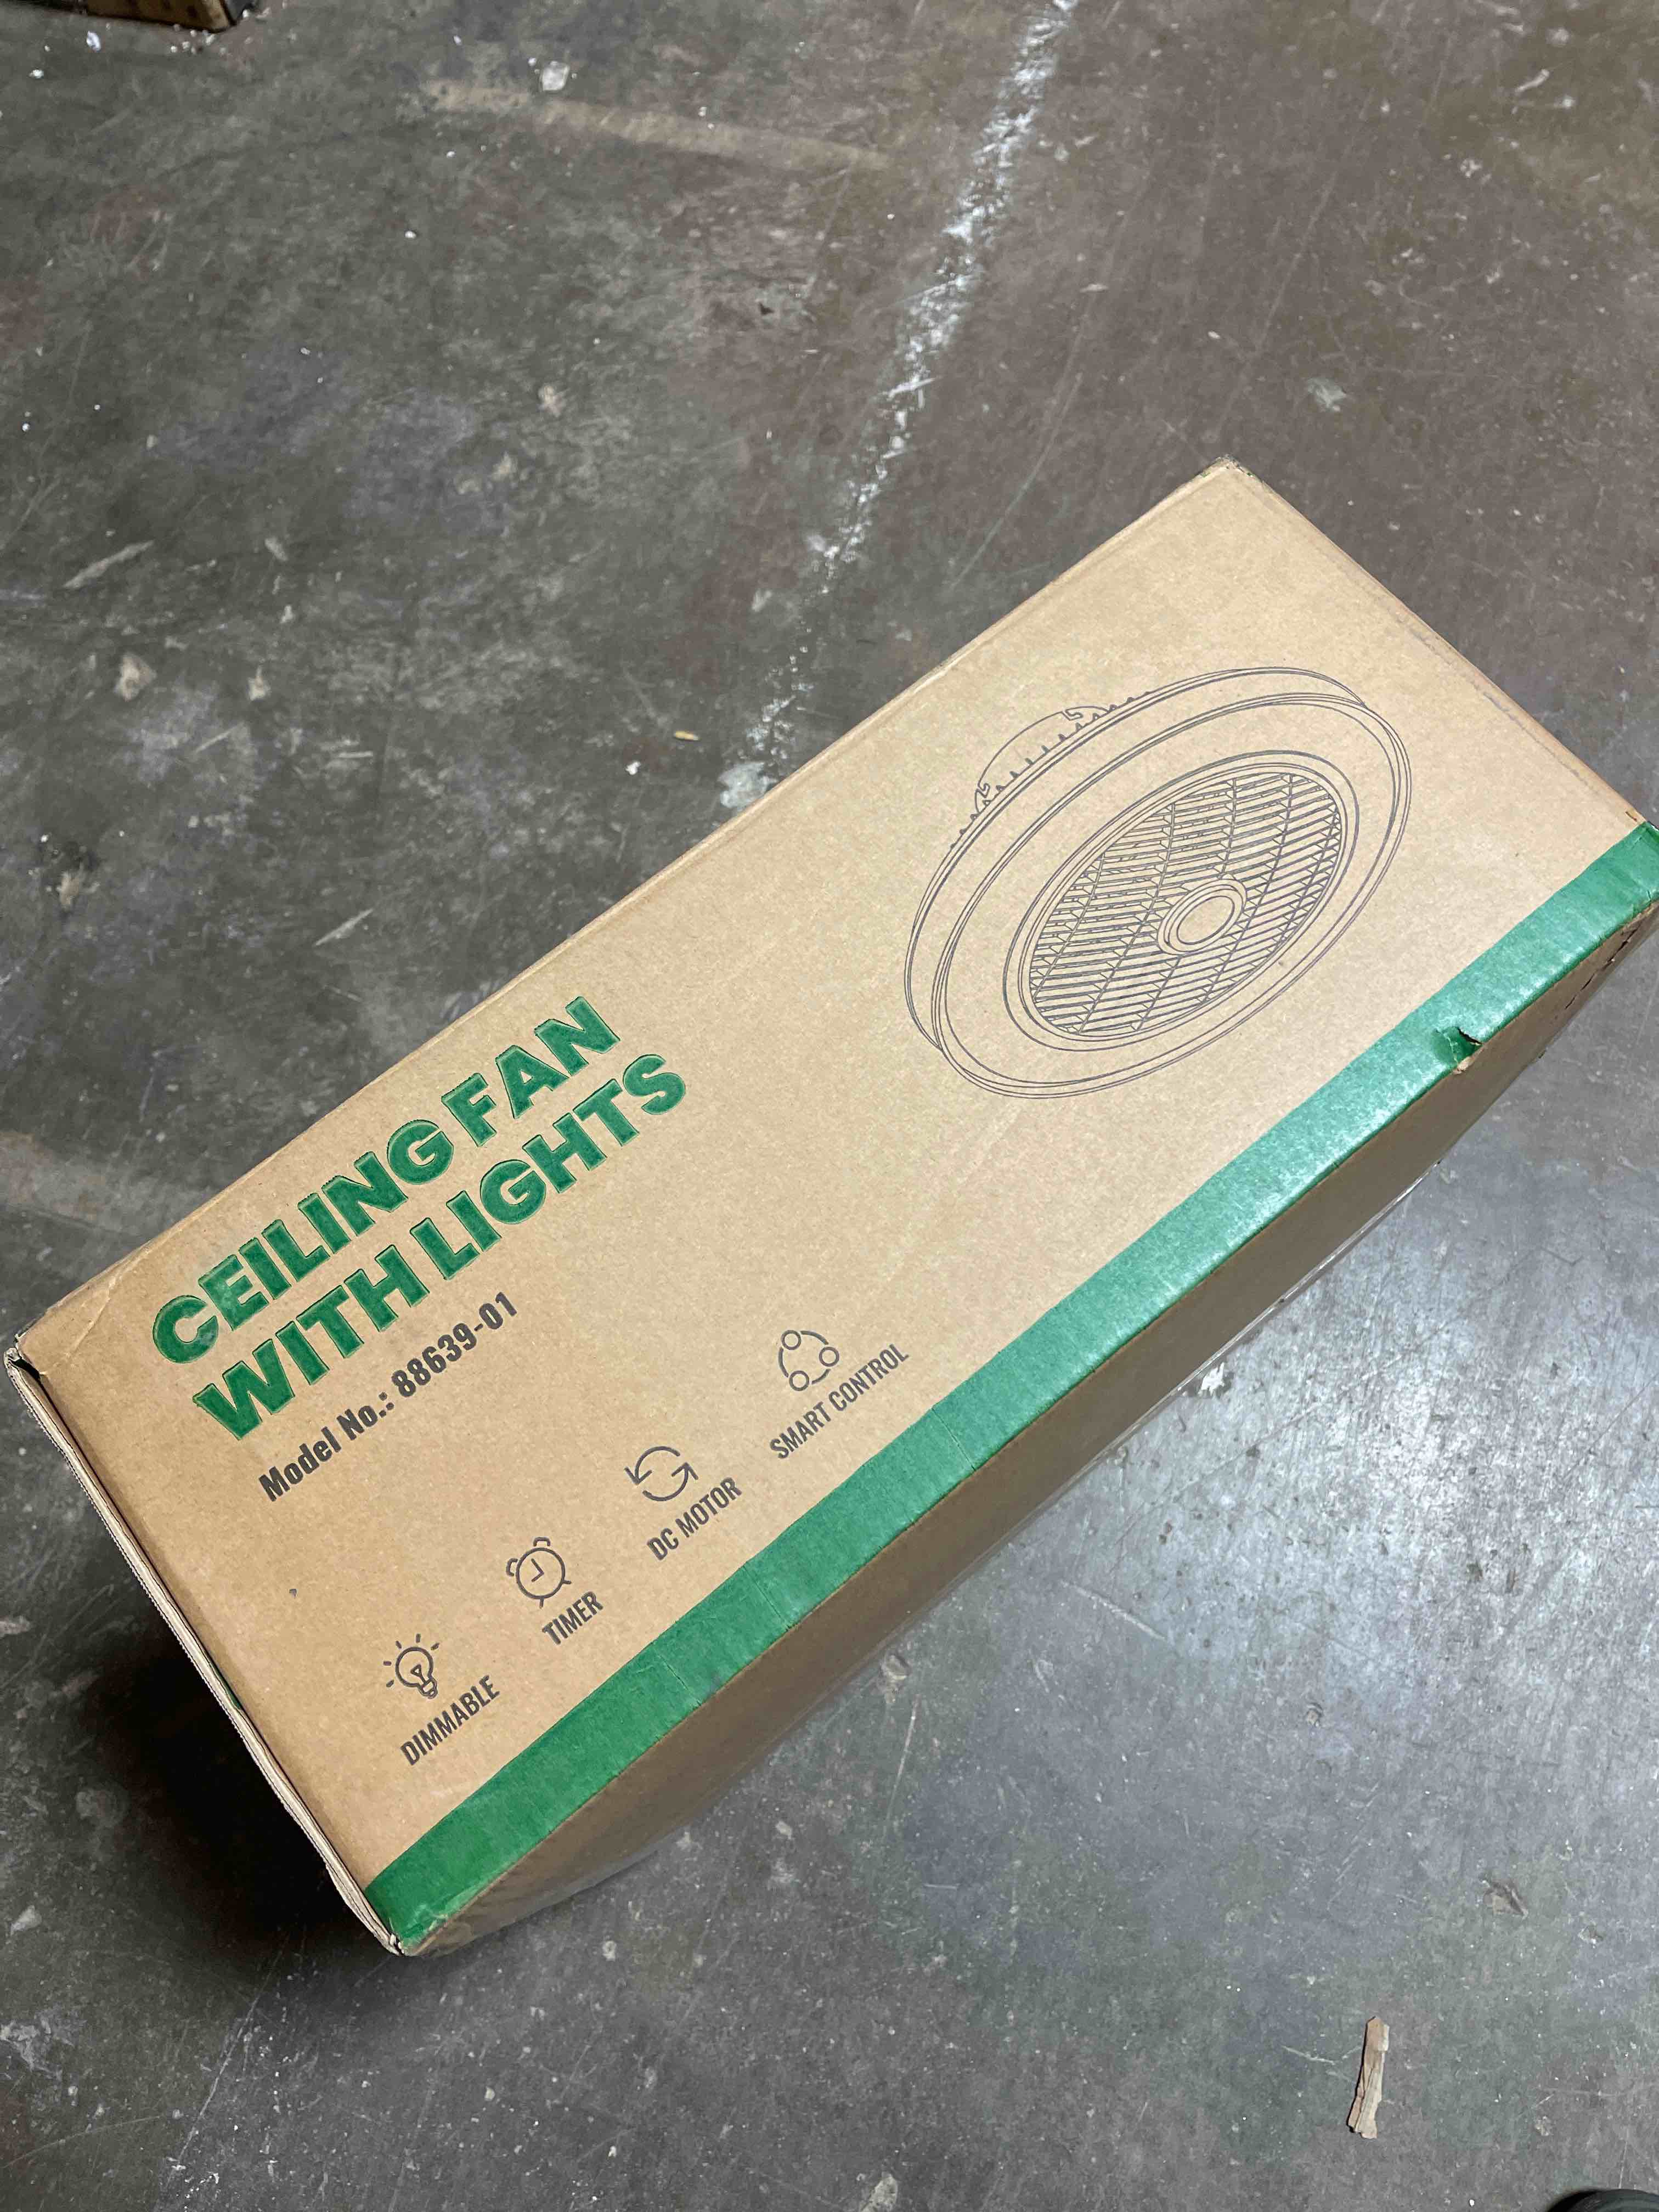 CEILING FAN
WITH LIGHTS
Model No.: 88639-01
DIMMABLE
TIMER
DC MOTOR
SMART CONTROL